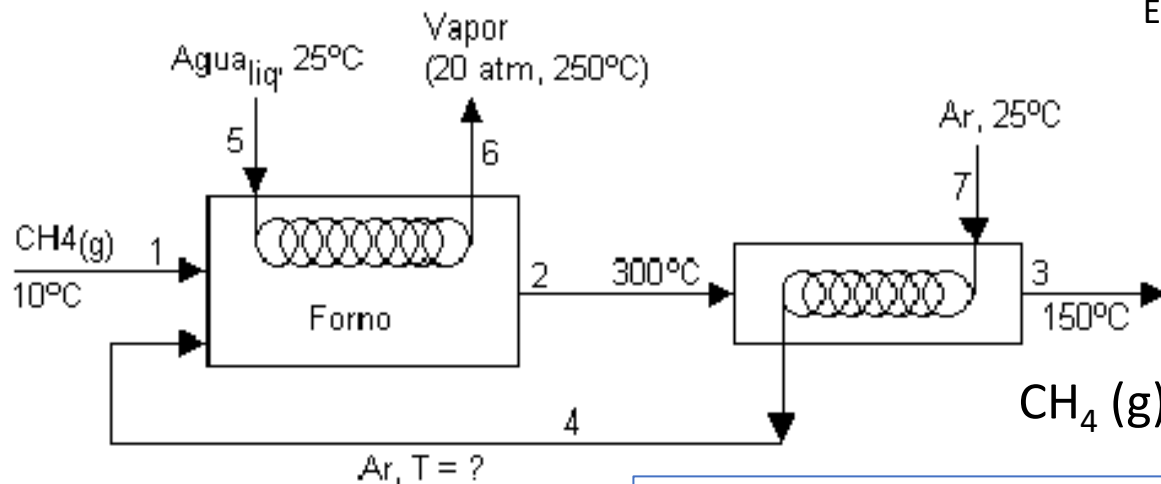 E
Vapor
(20 atm, 250ºC)
Agua liq, 25ºC
5
6
Ar, 25ºC
7
CH4(g) 1
10ºC
Forno
2 300ºC
3
150ºC
CH₄ (g)
4
Ar, T = ?